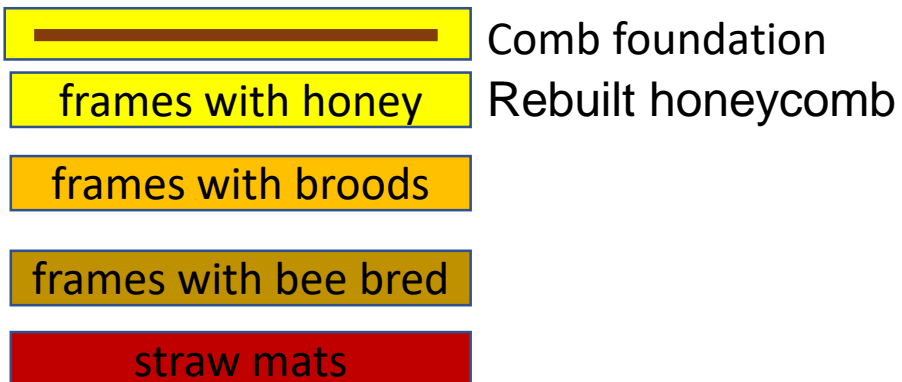 Comb foundation
frames with honey Rebuilt honeycomb
frames with broods
frames with bee bred
straw mats